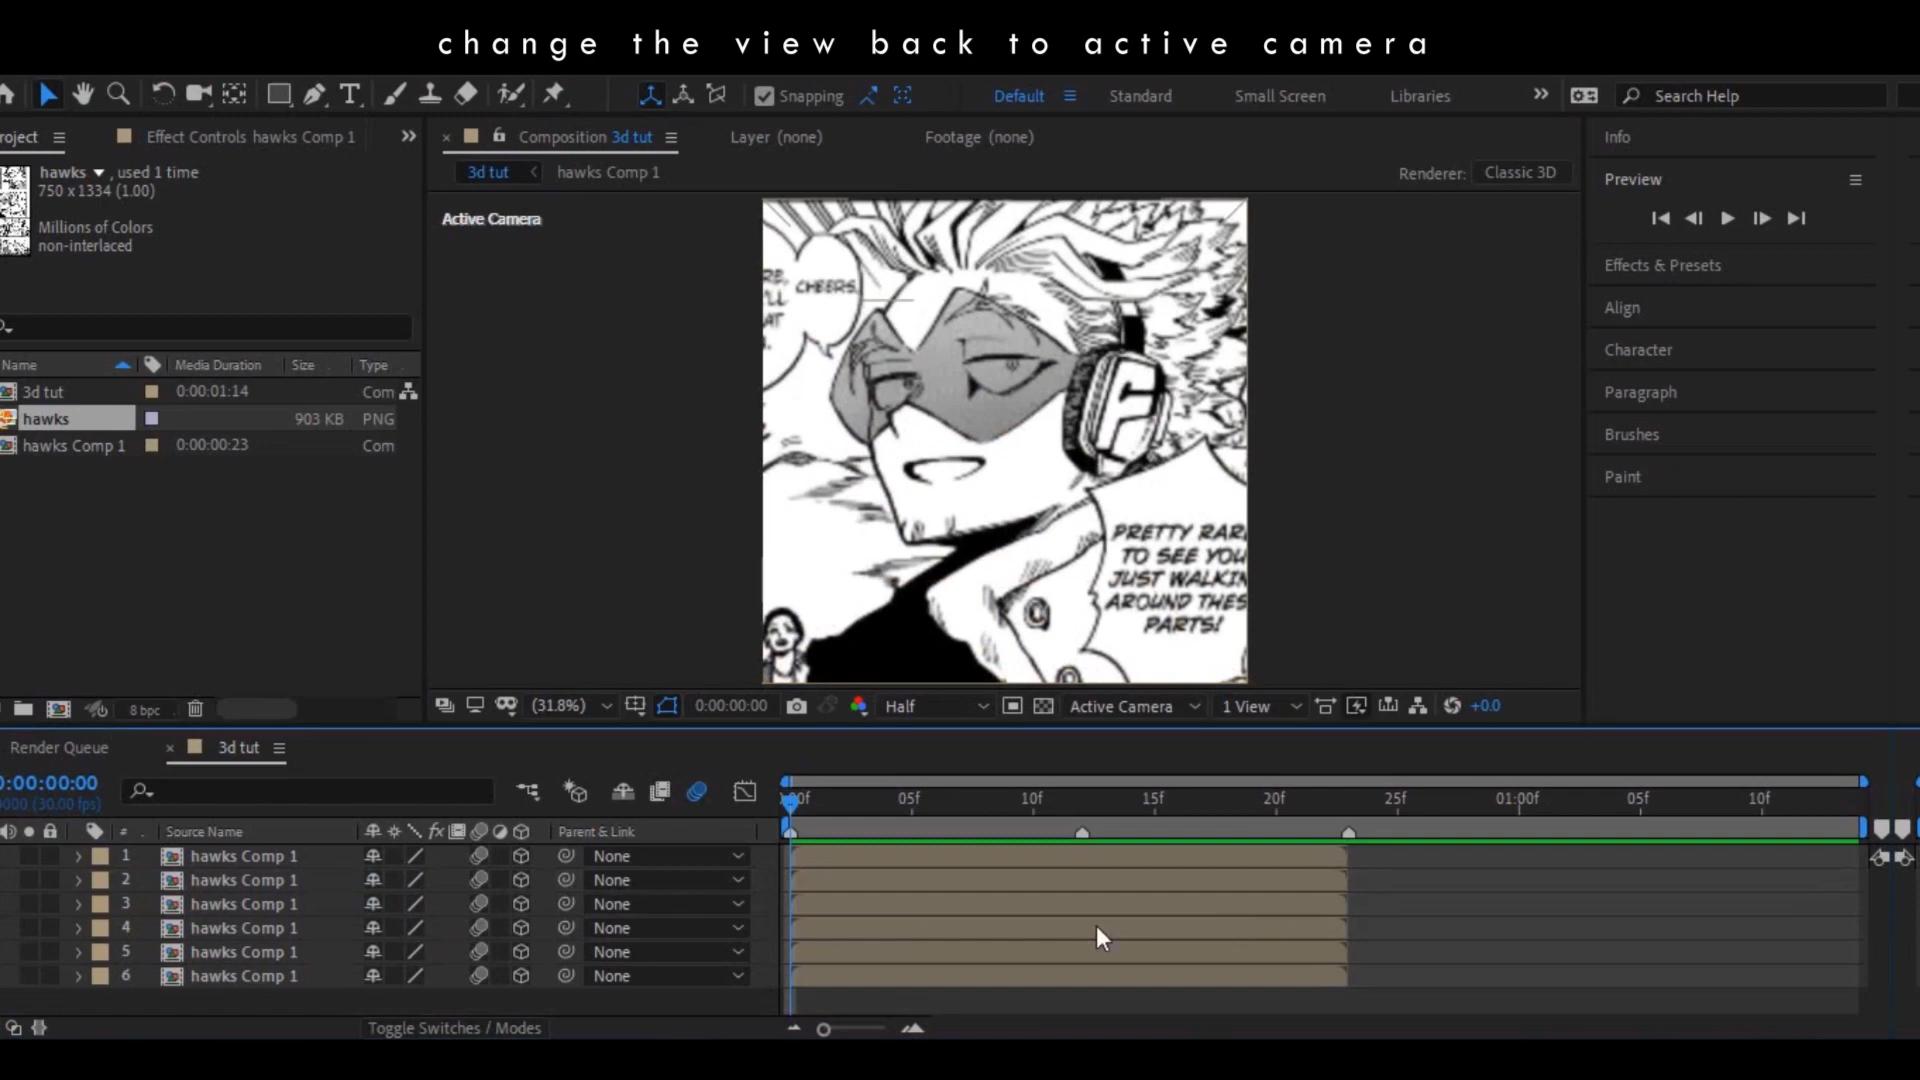 change the view back to active camera
Snapping
Default
Standard
Small Screen
Libraries
Search Help
roject
Effect Controls hawks Comp 1
Composition 3d tut
Layer (none)
Footage (none)
Info
hawks , used 1 time
750 x 1334 (1.00)
Millions of Colors
non-interlaced
3d tut
hawks Comp 1
Renderer: Classic 3D
Preview
Active Camera
Effects & Presets
Align
Character
Paragraph
Brushes
Paint
CHEERS.
PRETTY RAR
TO SEE YOU
JUST WALKIN
AROUND THES
PARTS!
Name
Media Duration
Size
Type
3d tut
0:00:01:14
Com
hawks
903 KB
PNG
hawks Comp 1
0:00:00:23
Com
8 bpc
(31.8%)
0:00:00:00
Half
Active Camera
1 View
+0.0
Render Queue
3d tut
0:00:00:00
0000 (30.00 fps)
:00f
05f
10f
15f
20f
25f
01:00f
05f
10f
#
Source Name
fx
Parent & Link
1 hawks Comp 1 None
2 hawks Comp 1 None
3 hawks Comp 1 None
4 hawks Comp 1 None
5 hawks Comp 1 None
6 hawks Comp 1 None
Toggle Switches / Modes